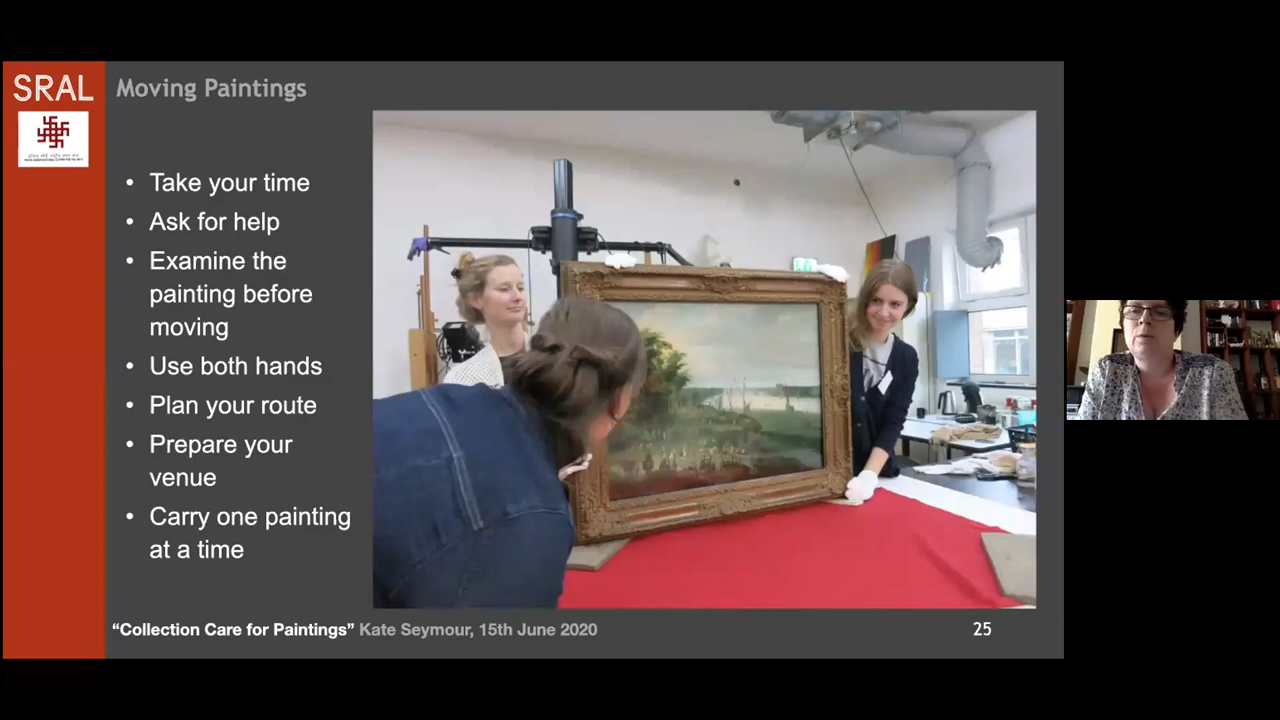 SRAL
Moving Paintings
• Take your time
• Ask for help
• Examine the
painting before
moving
• Use both hands
• Plan your route
• Prepare your
venue
• Carry one painting
at a time
“Collection Care for Paintings” Kate Seymour, 15th June 2020
25